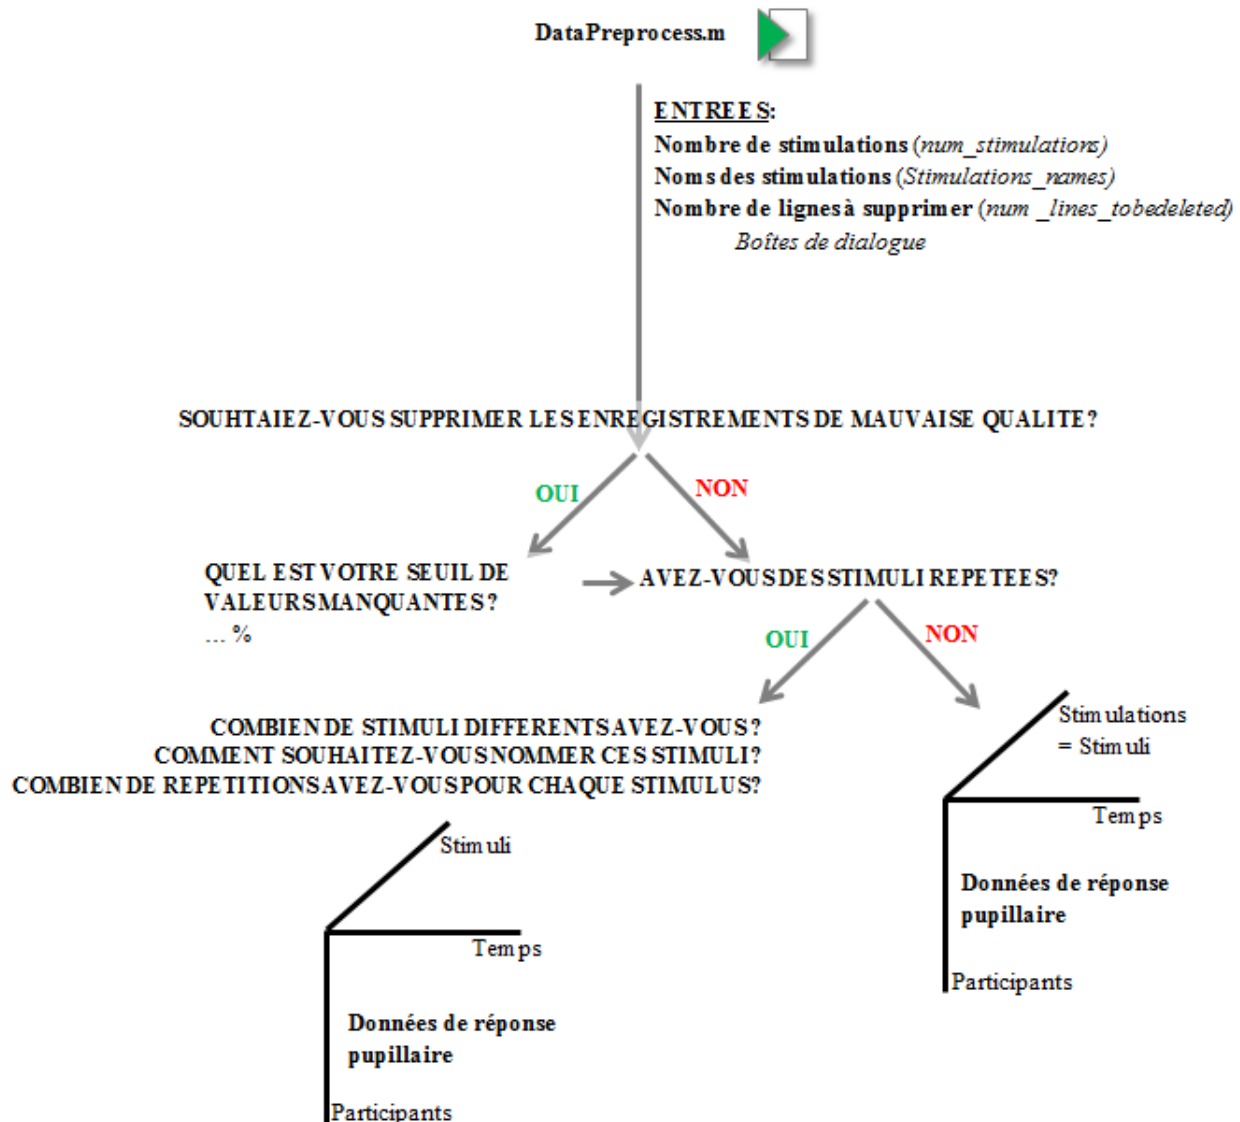 DataPreprocess.m
ENTREES:
Nombre de stimulations (num_stimulations)
Noms des stimulations (Stimulations_names)
Nombre de lignes à supprimer (num _lines_tobedeleted)
Boîtes de dialogue
SOUHTAIEZ-VOUS SUPPRIMER LES ENREGISTREMENTS DE MAUVAISE QUALITE?
OUI
NON
QUEL EST VOTRE SEUIL DE
VALEURS MANQUANTES?
... %
AVEZ-VOUS DES STIMULI REPETEES?
OUI
NON
COMBIEN DE STIMULI DIFFERENTS AVEZ-VOUS?
COMMENT SOUHAITEZ-VOUS NOMMER CES STIMULI?
COMBIEN DE REPETITIONS AVEZ-VOUS POUR CHAQUE STIMULUS?
Stimulations
= Stimuli
Temps
Données de réponse
pupillaire
Participants
Stimuli
Temps
Données de réponse
pupillaire
Participants